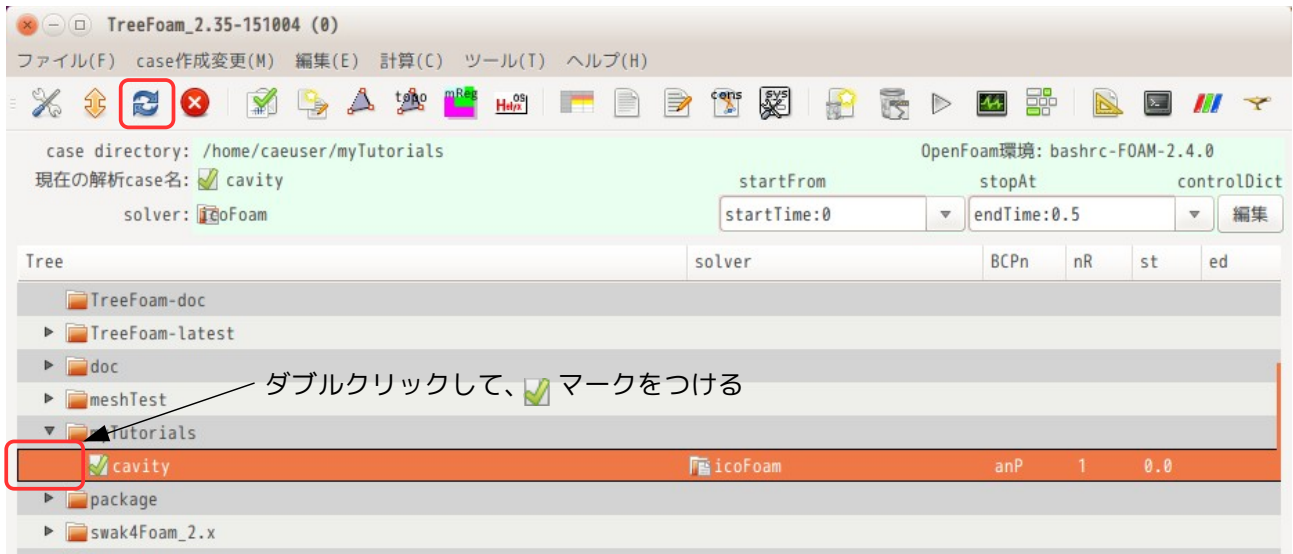 TreeFoam_2.35-151004 (0)
ファイル(F) case作成変更(M) 編集(E) 計算(C) ツール(T) ヘルプ(H)
topo mReg Helyx OS cons sys
case directory: /home/caeuser/myTutorials OpenFoam環境: bashrc-FOAM-2.4.0
現在の解析case名: cavity startFrom stopAt controlDict
solver: icoFoam startTime:0 endTime:0.5 編集
Tree solver BCPn nR st ed
TreeFoam-doc
TreeFoam-latest
doc
ダブルクリックして、 マークをつける
meshTest
myTutorials
cavity icoFoam anP 1 0.0
package
swak4Foam_2.x